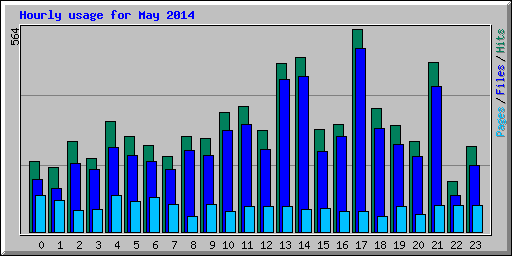 Hourly usage for May 2014
564
Pages/Files/Hits
0 1 2 3 4 5 6 7 8 9 10 11 12 13 14 15 16 17 18 19 20 21 22 23